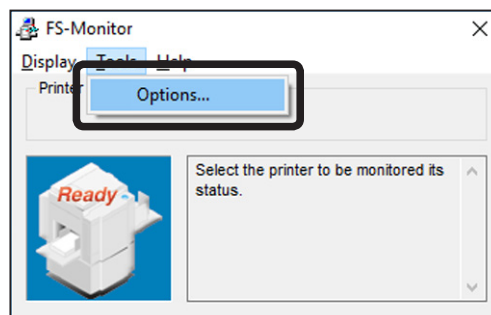 FS-Monitor
Display Tools Help
Printer
Options...
Ready
Select the printer to be monitored its
status.